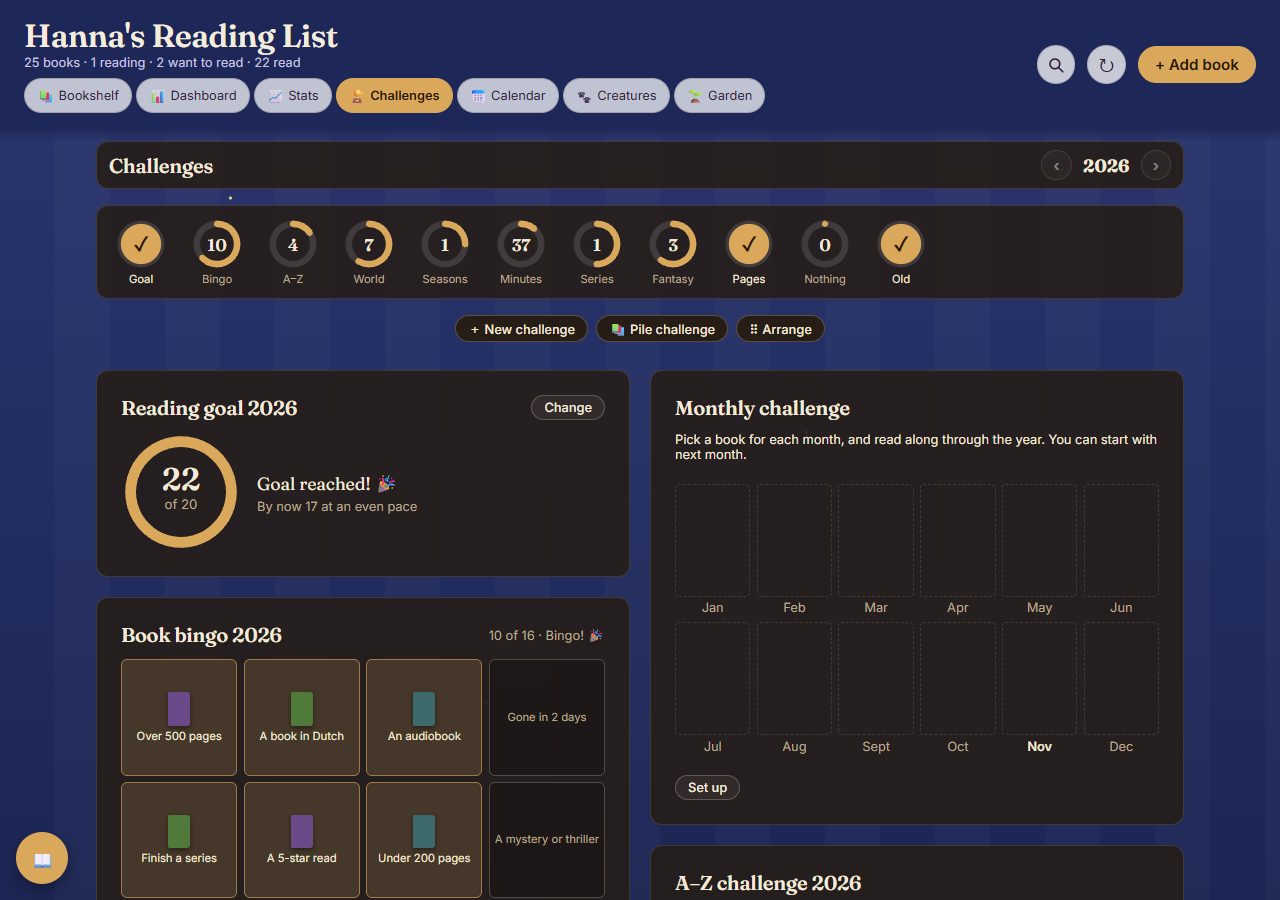 Hanna's Reading List
25 books · 1 reading · 2 want to read · 22 read
Bookshelf
Dashboard
Stats
Challenges
Calendar
Creatures
Garden
+ Add book
Challenges
‹ 2026 ›
✓ 10 4 7 1 37 1 3 ✓ 0 ✓
Goal Bingo A–Z World Seasons Minutes Series Fantasy Pages Nothing Old
+ New challenge
Pile challenge
⠿ Arrange
Reading goal 2026
Change
22
of 20
Goal reached! 🎉
By now 17 at an even pace
Book bingo 2026
10 of 16 · Bingo! 🎉
Over 500 pages
A book in Dutch
An audiobook
Gone in 2 days
Finish a series
A 5-star read
Under 200 pages
A mystery or thriller
Monthly challenge
Pick a book for each month, and read along through the year. You can start with
next month.
Jan Feb Mar Apr May Jun
Jul Aug Sept Oct Nov Dec
Set up
A–Z challenge 2026